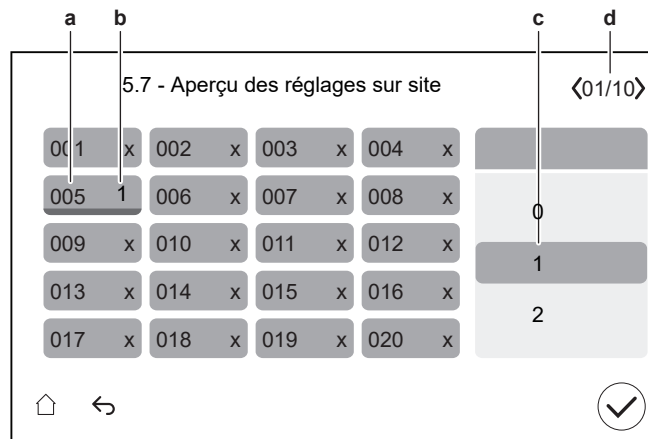 a b c d
5.7 - Aperçu des réglages sur site 01/10
001 x 002 x 003 x 004 x
005 1 006 x 007 x 008 x
0
009 x 010 x 011 x 012 x
1
013 x 014 x 015 x 016 x
2
017 x 018 x 019 x 020 x